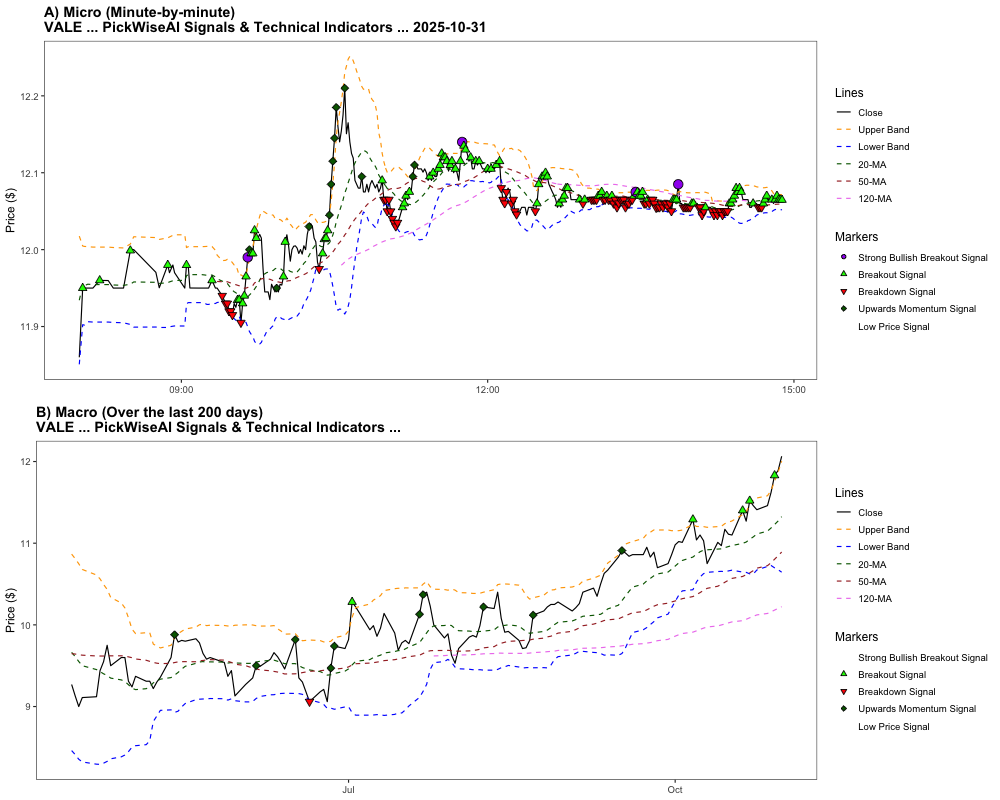 A) Micro (Minute-by-minute)
VALE ... PickWiseAI Signals & Technical Indicators ... 2025-10-31
Price ($)
12.2
12.1
12.0
11.9
09:00
12:00
15:00
Lines
Close
Upper Band
Lower Band
20-MA
50-MA
120-MA
Markers
Strong Bullish Breakout Signal
Breakout Signal
Breakdown Signal
Upwards Momentum Signal
Low Price Signal
B) Macro (Over the last 200 days)
VALE ... PickWiseAI Signals & Technical Indicators ...
Price ($)
12
11
10
9
Jul
Oct
Lines
Close
Upper Band
Lower Band
20-MA
50-MA
120-MA
Markers
Strong Bullish Breakout Signal
Breakout Signal
Breakdown Signal
Upwards Momentum Signal
Low Price Signal